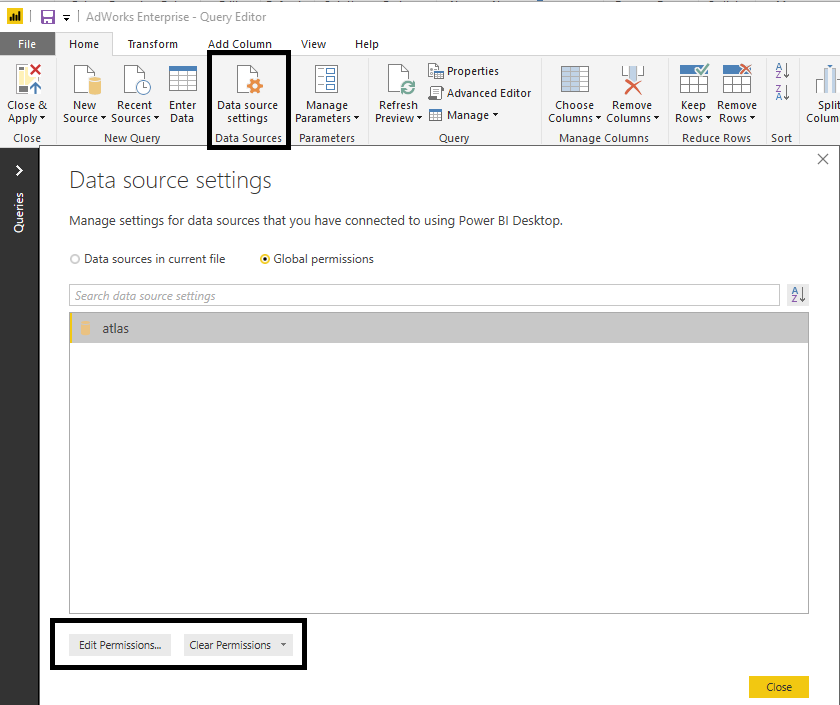 AdWorks Enterprise - Query Editor
File Home Transform Add Column View Help
Close & Apply
New Source
Recent Sources
Enter Data
Data source settings
Manage Parameters
Refresh Preview
Properties
Advanced Editor
Manage
Choose Columns
Remove Columns
Keep Rows
Remove Rows
A Z
Z A
Split
Close
New Query
Data Sources
Parameters
Query
Manage Columns
Reduce Rows
Sort
Queries
Data source settings
Manage settings for data sources that you have connected to using Power BI Desktop.
Data sources in current file Global permissions
Search data source settings
A Z
atlas
Edit Permissions... Clear Permissions
Close